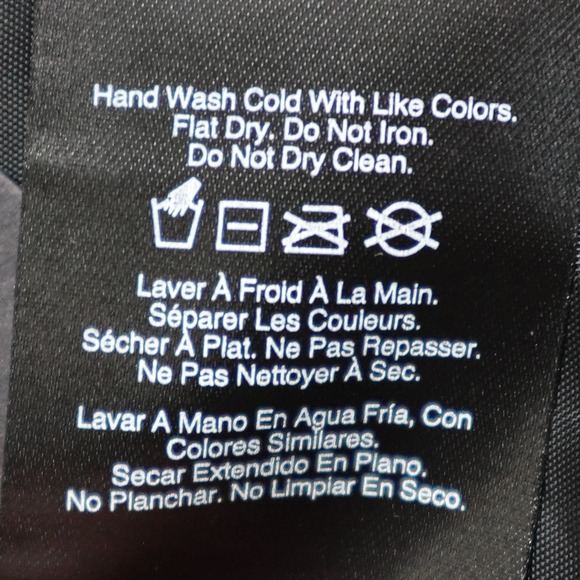 Hand Wash Cold With Like Colors.
Flat Dry. Do Not Iron.
Do Not Dry Clean.
Laver À Froid À La Main.
Séparer Les Couleurs.
Sécher À Plat. Ne Pas Repasser.
Ne Pas Nettoyer À Sec.
Lavar A Mano En Agua Fría, Con
Colores Similares.
Secar Extendido En Plano.
No Planchar. No Limpiar En Seco.